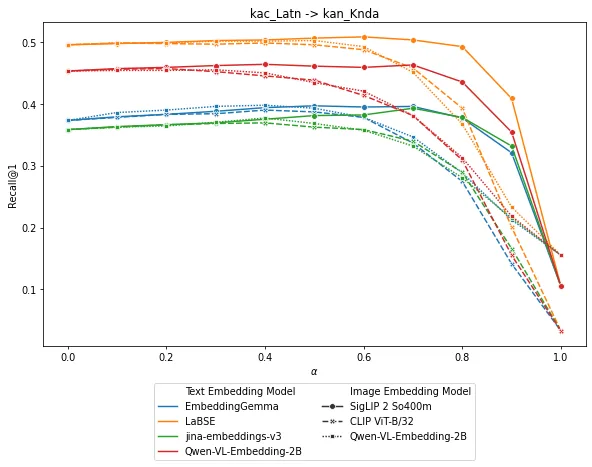 kac_Latn -> kan_Knda
Recall@1
0.5
0.4
0.3
0.2
0.1
0.0 0.2 0.4 0.6 0.8 1.0
α
Text Embedding Model Image Embedding Model
EmbeddingGemma SigLIP 2 So400m
LaBSE CLIP ViT-B/32
jina-embeddings-v3 Qwen-VL-Embedding-2B
Qwen-VL-Embedding-2B